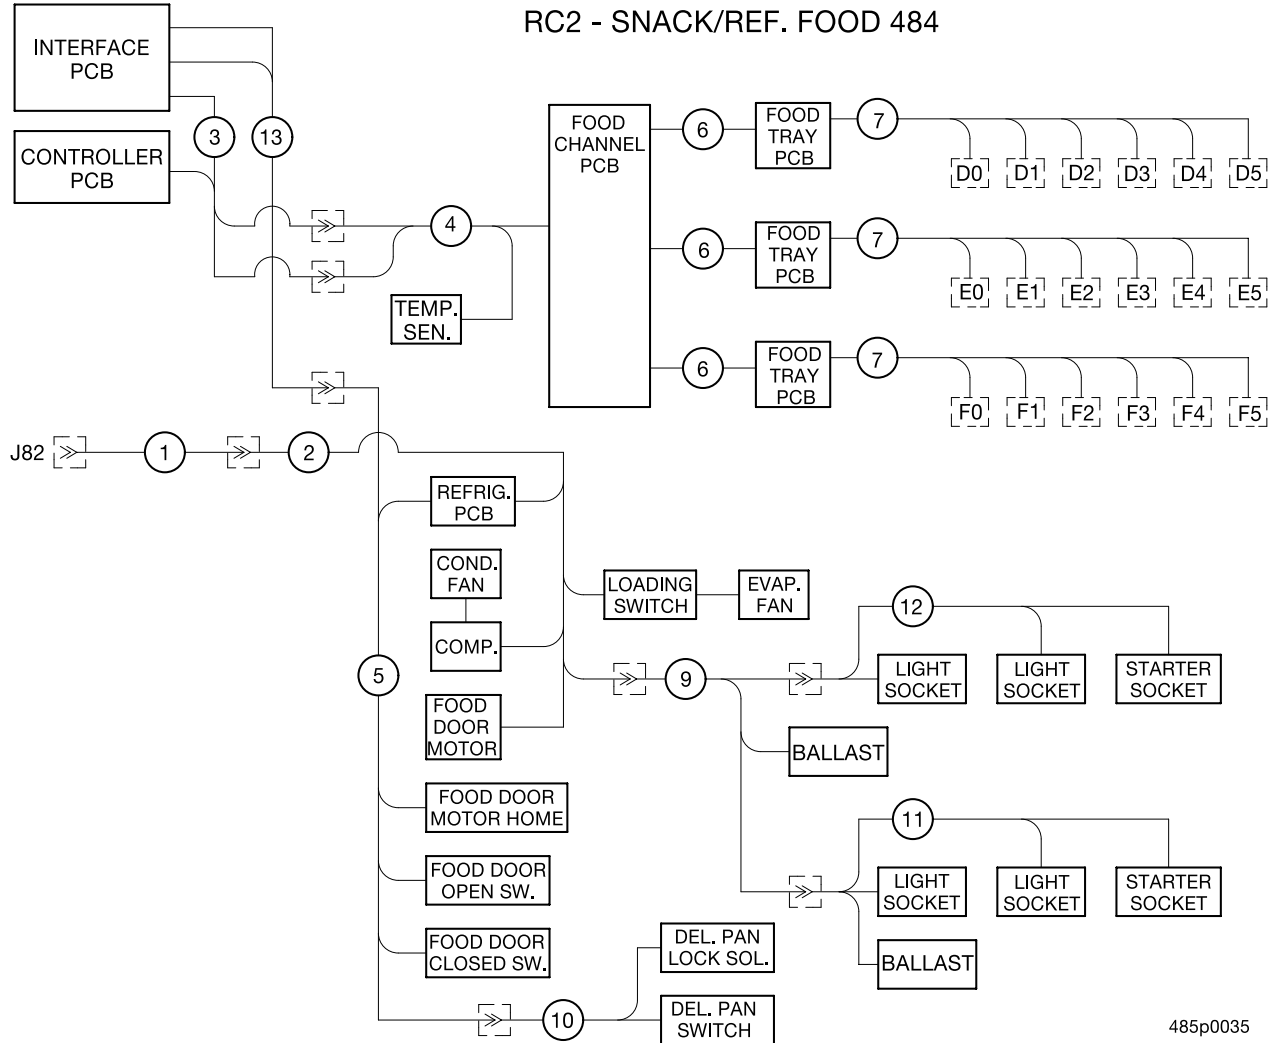 RC2 - SNACK/REF. FOOD 484
INTERFACE
PCB
CONTROLLER
PCB
3
13
4
TEMP.
SEN.
FOOD
CHANNEL
PCB
6
FOOD
TRAY
PCB
7
D0 D1 D2 D3 D4 D5
6
FOOD
TRAY
PCB
7
E0 E1 E2 E3 E4 E5
6
FOOD
TRAY
PCB
7
F0 F1 F2 F3 F4 F5
J82
1
2
REFRIG.
PCB
COND.
FAN
COMP.
LOADING
SWITCH
EVAP.
FAN
5
FOOD
DOOR
MOTOR
9
12
LIGHT
SOCKET
LIGHT
SOCKET
STARTER
SOCKET
BALLAST
FOOD DOOR
MOTOR HOME
FOOD DOOR
OPEN SW.
FOOD DOOR
CLOSED SW.
11
LIGHT
SOCKET
LIGHT
SOCKET
STARTER
SOCKET
BALLAST
10
DEL. PAN
LOCK SOL.
DEL. PAN
SWITCH
485p0035